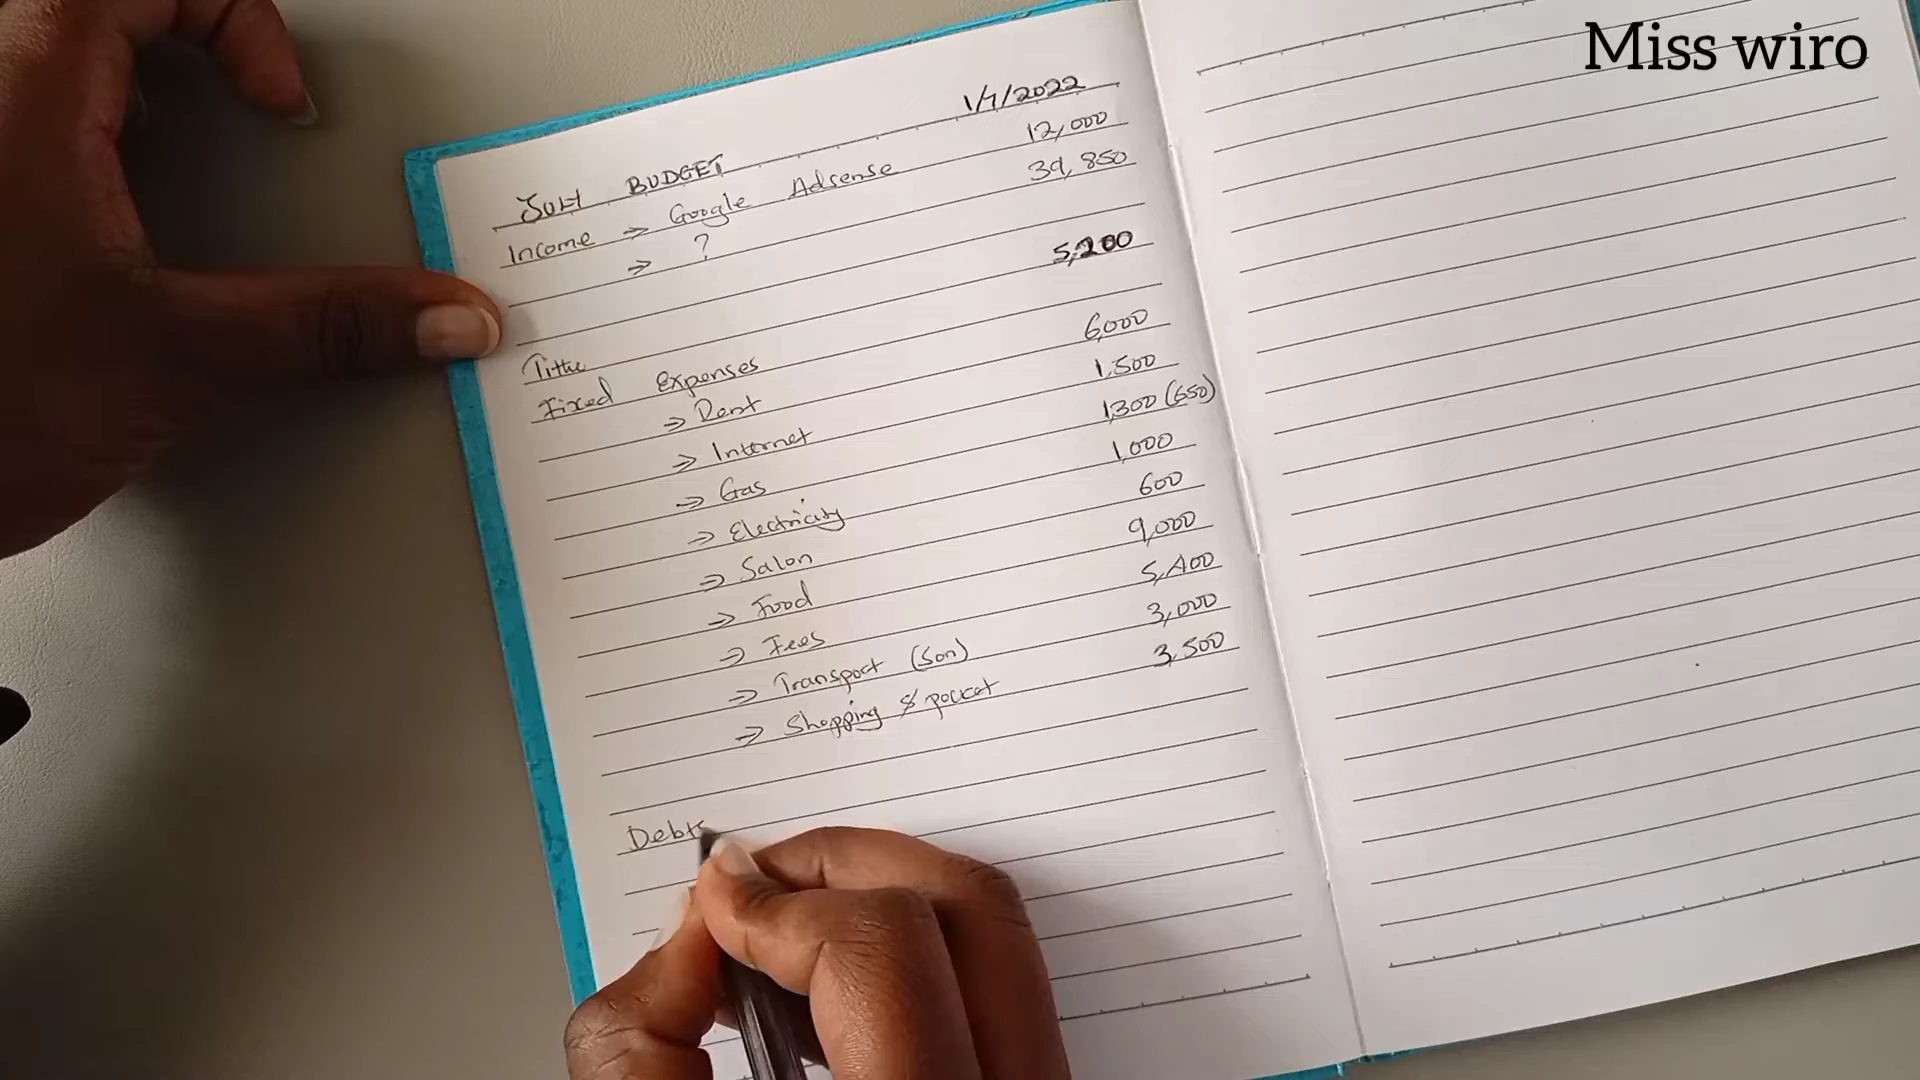 Miss wiro
1/7/2022
JULY BUDGET
Income → Google Adsense 12,000
→ ? 39,850
Tithe 5,200
Fixed Expenses
→ Rent 6,000
→ Internet 1,500
→ Gas 1,300 (650)
→ Electricity 1,000
→ Salon 600
→ Food 9,000
→ Fees 5,400
→ Transport (son) 3,000
→ Shopping & pocket 3,500
Debts